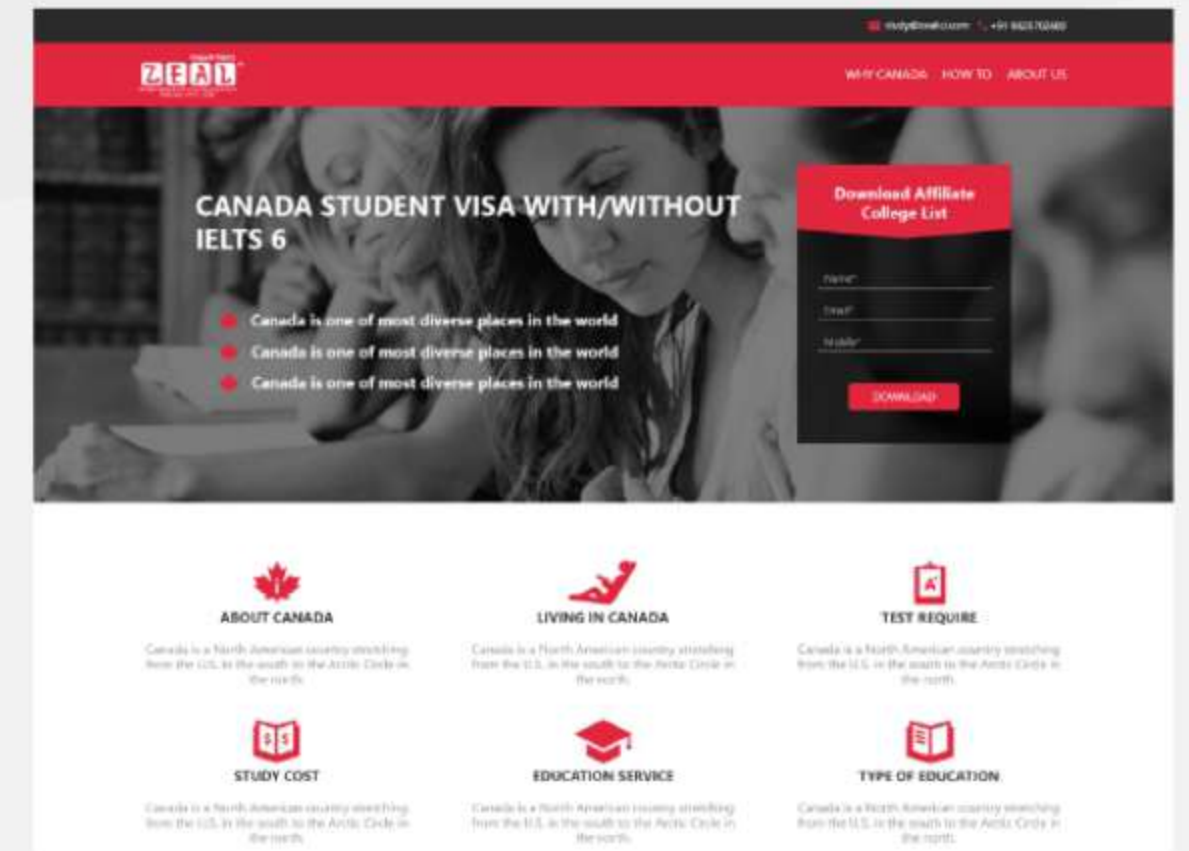 WHY CANADA HOW TO ABOUT US
ZEAL
CANADA STUDENT VISA WITH/WITHOUT
IELTS 6
Canada is one of most diverse places in the world
Canada is one of most diverse places in the world
Canada is one of most diverse places in the world
Download Affiliate
College List
Name*
Email*
Mobile*
DOWNLOAD
ABOUT CANADA
Canada is a North American country stretching
from the U.S. in the south to the Arctic Circle in
the north.
LIVING IN CANADA
Canada is a North American country stretching
from the U.S. in the south to the Arctic Circle in
the north.
TEST REQUIRE
Canada is a North American country stretching
from the U.S. in the south to the Arctic Circle in
the north.
STUDY COST
Canada is a North American country stretching
from the U.S. in the south to the Arctic Circle in
the north.
EDUCATION SERVICE
Canada is a North American country stretching
from the U.S. in the south to the Arctic Circle in
the north.
TYPE OF EDUCATION
Canada is a North American country stretching
from the U.S. in the south to the Arctic Circle in
the north.